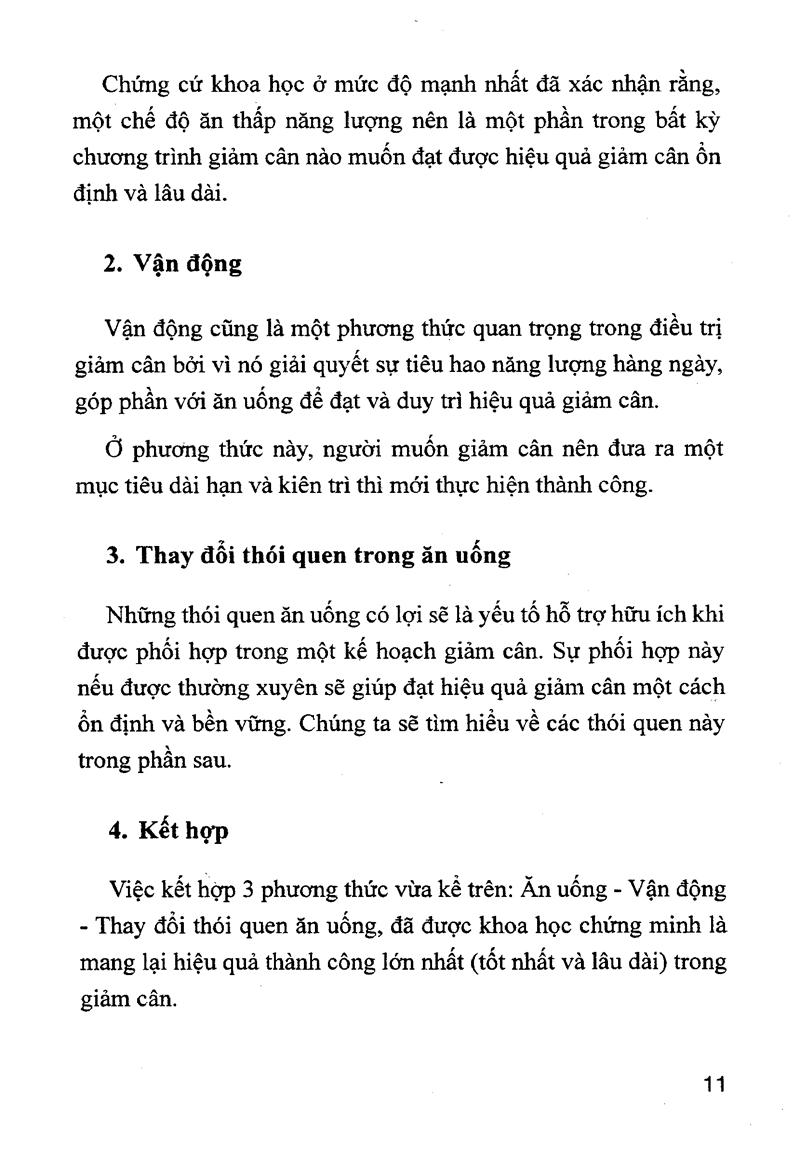 Chứng cứ khoa học ở mức độ mạnh nhất đã xác nhận rằng,
một chế độ ăn thấp năng lượng nên là một phần trong bất kỳ
chương trình giảm cân nào muốn đạt được hiệu quả giảm cân ổn
định và lâu dài.
2. Vận động
Vận động cũng là một phương thức quan trọng trong điều trị
giảm cân bởi vì nó giải quyết sự tiêu hao năng lượng hàng ngày,
góp phần với ăn uống để đạt và duy trì hiệu quả giảm cân.
Ở phương thức này, người muốn giảm cân nên đưa ra một
mục tiêu dài hạn và kiên trì thì mới thực hiện thành công.
3. Thay đổi thói quen trong ăn uống
Những thói quen ăn uống có lợi sẽ là yếu tố hỗ trợ hữu ích khi
được phối hợp trong một kế hoạch giảm cân. Sự phối hợp này
nếu được thường xuyên sẽ giúp đạt hiệu quả giảm cân một cách
ổn định và bền vững. Chúng ta sẽ tìm hiểu về các thói quen này
trong phần sau.
4. Kết hợp
Việc kết hợp 3 phương thức vừa kể trên: Ăn uống - Vận động
- Thay đổi thói quen ăn uống, đã được khoa học chứng minh là
mang lại hiệu quả thành công lớn nhất (tốt nhất và lâu dài) trong
giảm cân.
11